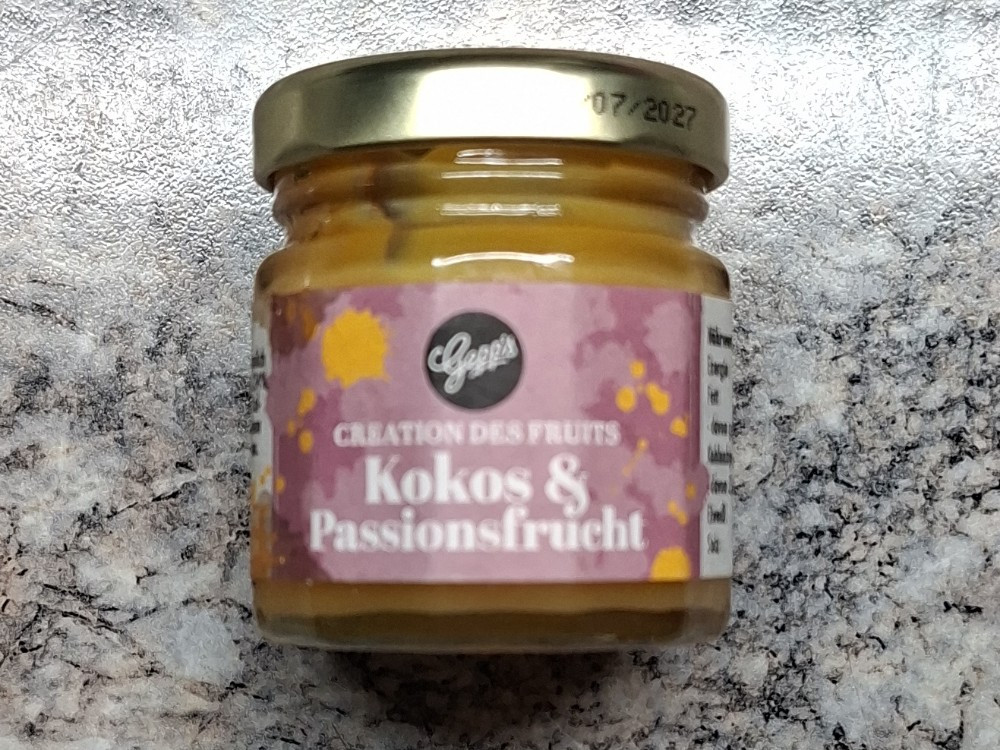 07/2027
Gepp's
CREATION DES FRUITS
Kokos &
Passionsfrucht